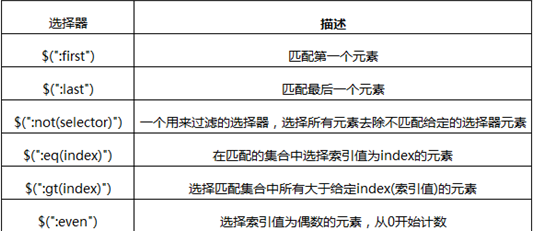 选择器 描述
$(":first") 匹配第一个元素
$(":last") 匹配最后一个元素
$(":not(selector)") 一个用来过滤的选择器，选择所有元素去除不匹配给定的选择器元素
$(":eq(index)") 在匹配的集合中选择索引值为index的元素
$(":gt(index)") 选择匹配集合中所有大于给定index(索引值)的元素
$(":even") 选择索引值为偶数的元素，从0开始计数